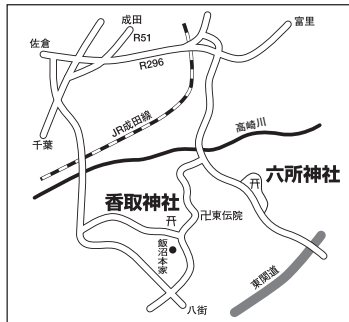 成田
富里
佐倉
R51
R296
JR成田線
千葉
高崎川
六所神社
香取神社
卍東伝院
飯沼本家
東関道
八街